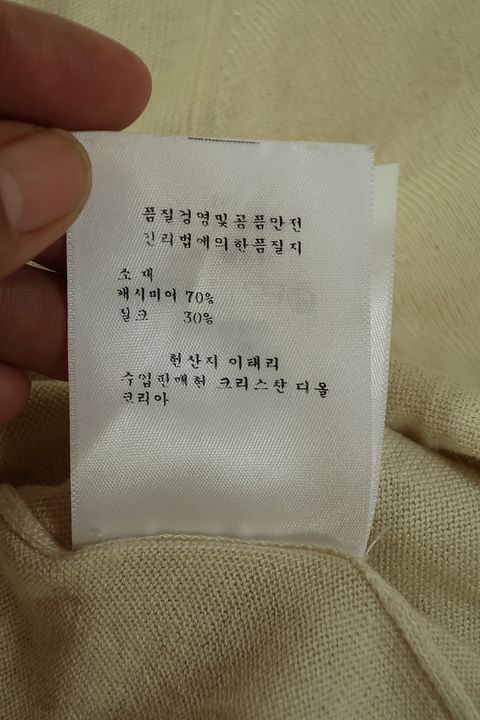 품질경영및공품안전
간리법에의한품질지
소재
캐시미어 70%
실크 30%
원산지 이태리
수입판매원 크리스찬 디올
코리아